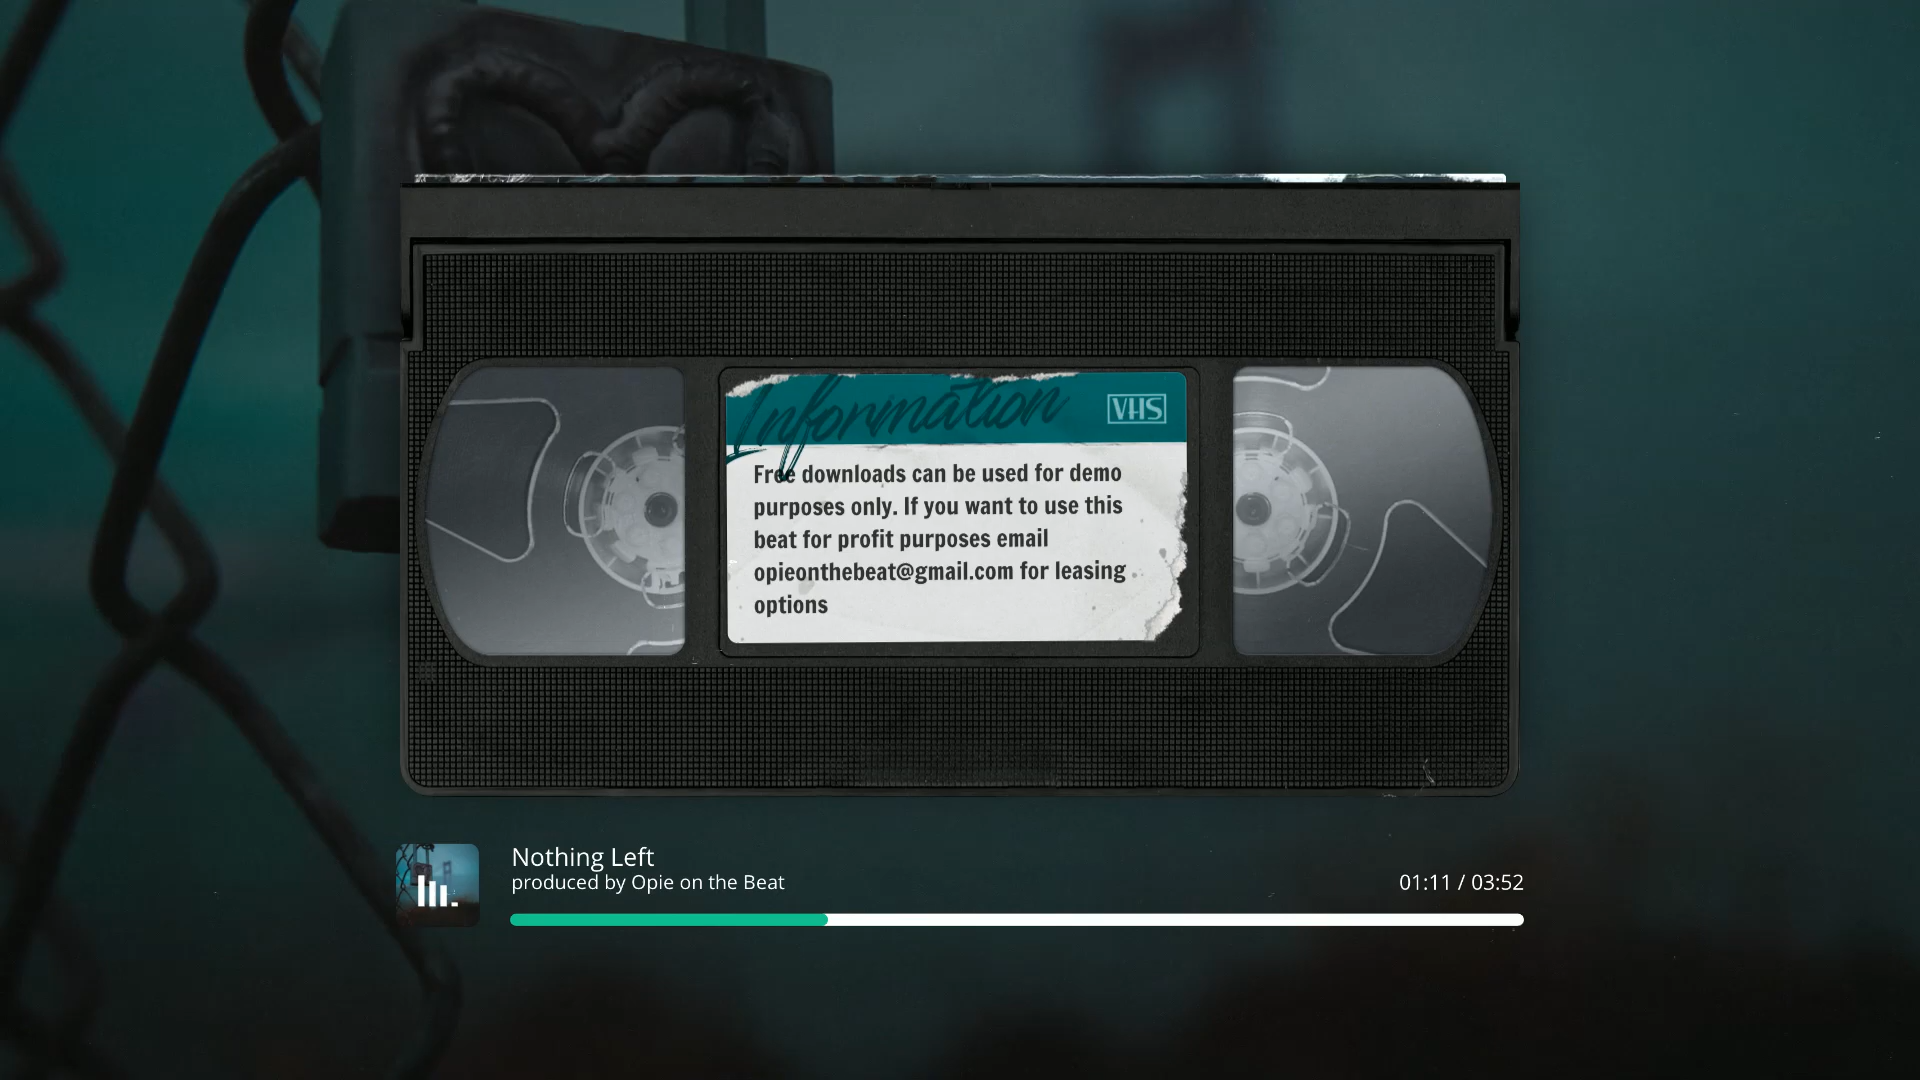 Information
VHS
Free downloads can be used for demo
purposes only. If you want to use this
beat for profit purposes email
opieonthebeat@gmail.com for leasing
options
Nothing Left
produced by Opie on the Beat
01:11 / 03:52